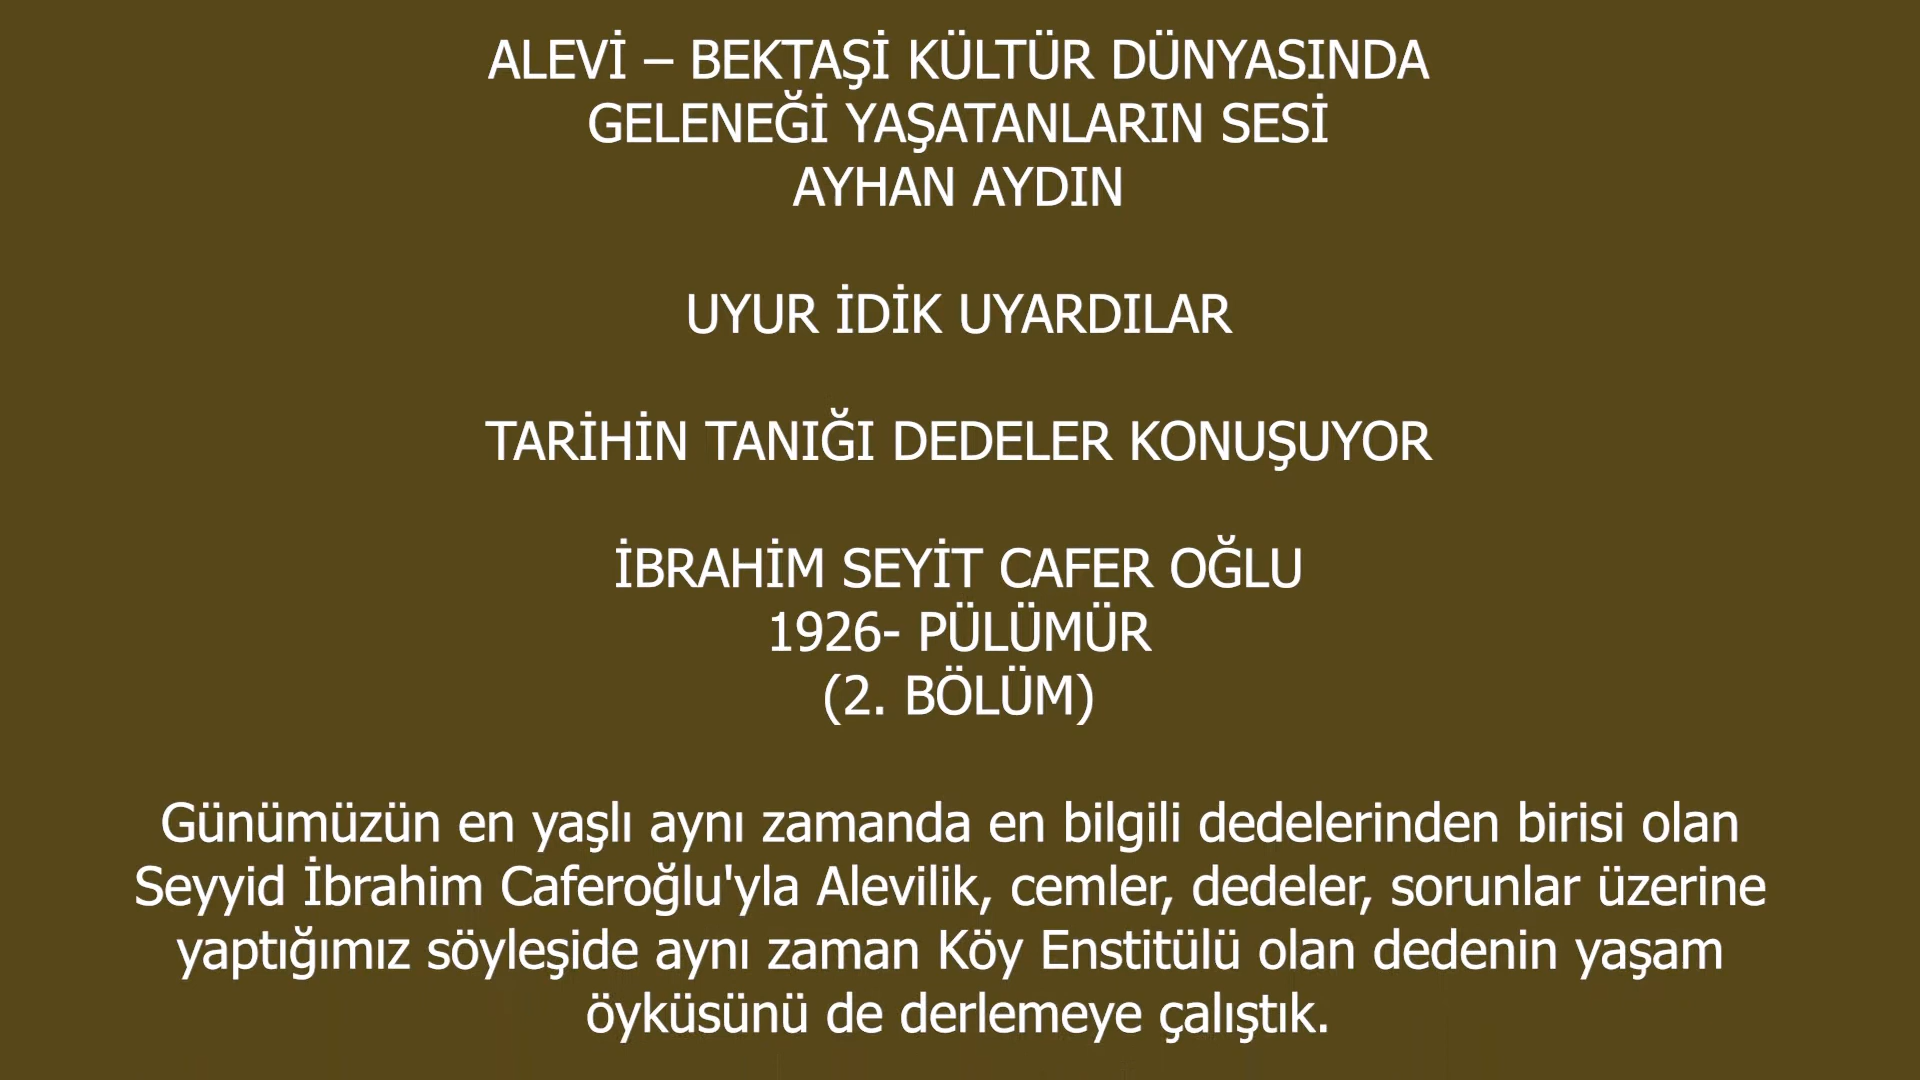 ALEVİ – BEKTAŞİ KÜLTÜR DÜNYASINDA
GELENEĞİ YAŞATANLARIN SESİ
AYHAN AYDIN
UYUR İDİK UYARDILAR
TARİHİN TANIĞI DEDELER KONUŞUYOR
İBRAHİM SEYİT CAFER OĞLU
1926- PÜLÜMÜR
(2. BÖLÜM)
Günümüzün en yaşlı aynı zamanda en bilgili dedelerinden birisi olan
Seyyid İbrahim Caferoğlu'yla Alevilik, cemler, dedeler, sorunlar üzerine
yaptığımız söyleşide aynı zaman Köy Enstitülü olan dedenin yaşam
öyküsünü de derlemeye çalıştık.